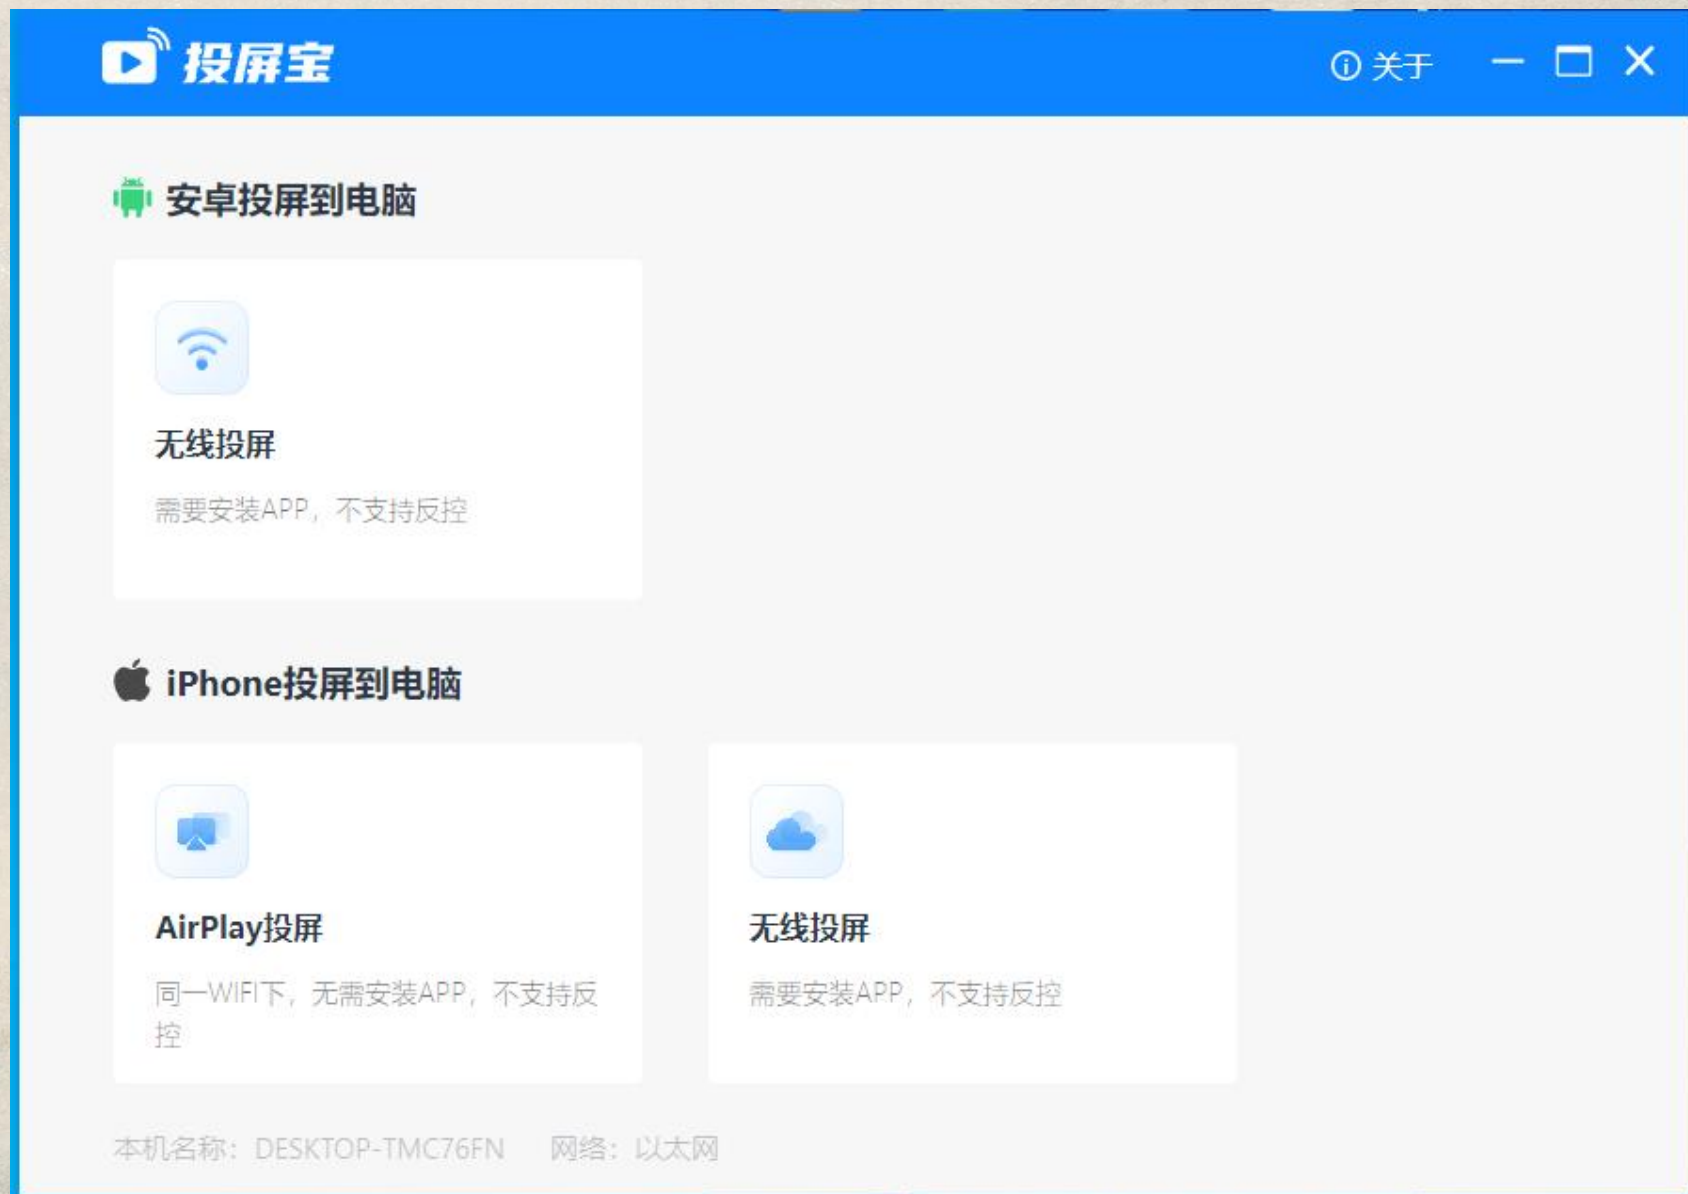 投屏宝
关于
安卓投屏到电脑
无线投屏
需要安装APP，不支持反控
iPhone投屏到电脑
AirPlay投屏
同一WIFI下，无需安装APP，不支持反
控
无线投屏
需要安装APP，不支持反控
本机名称：DESKTOP-TMC76FN 网络：以太网